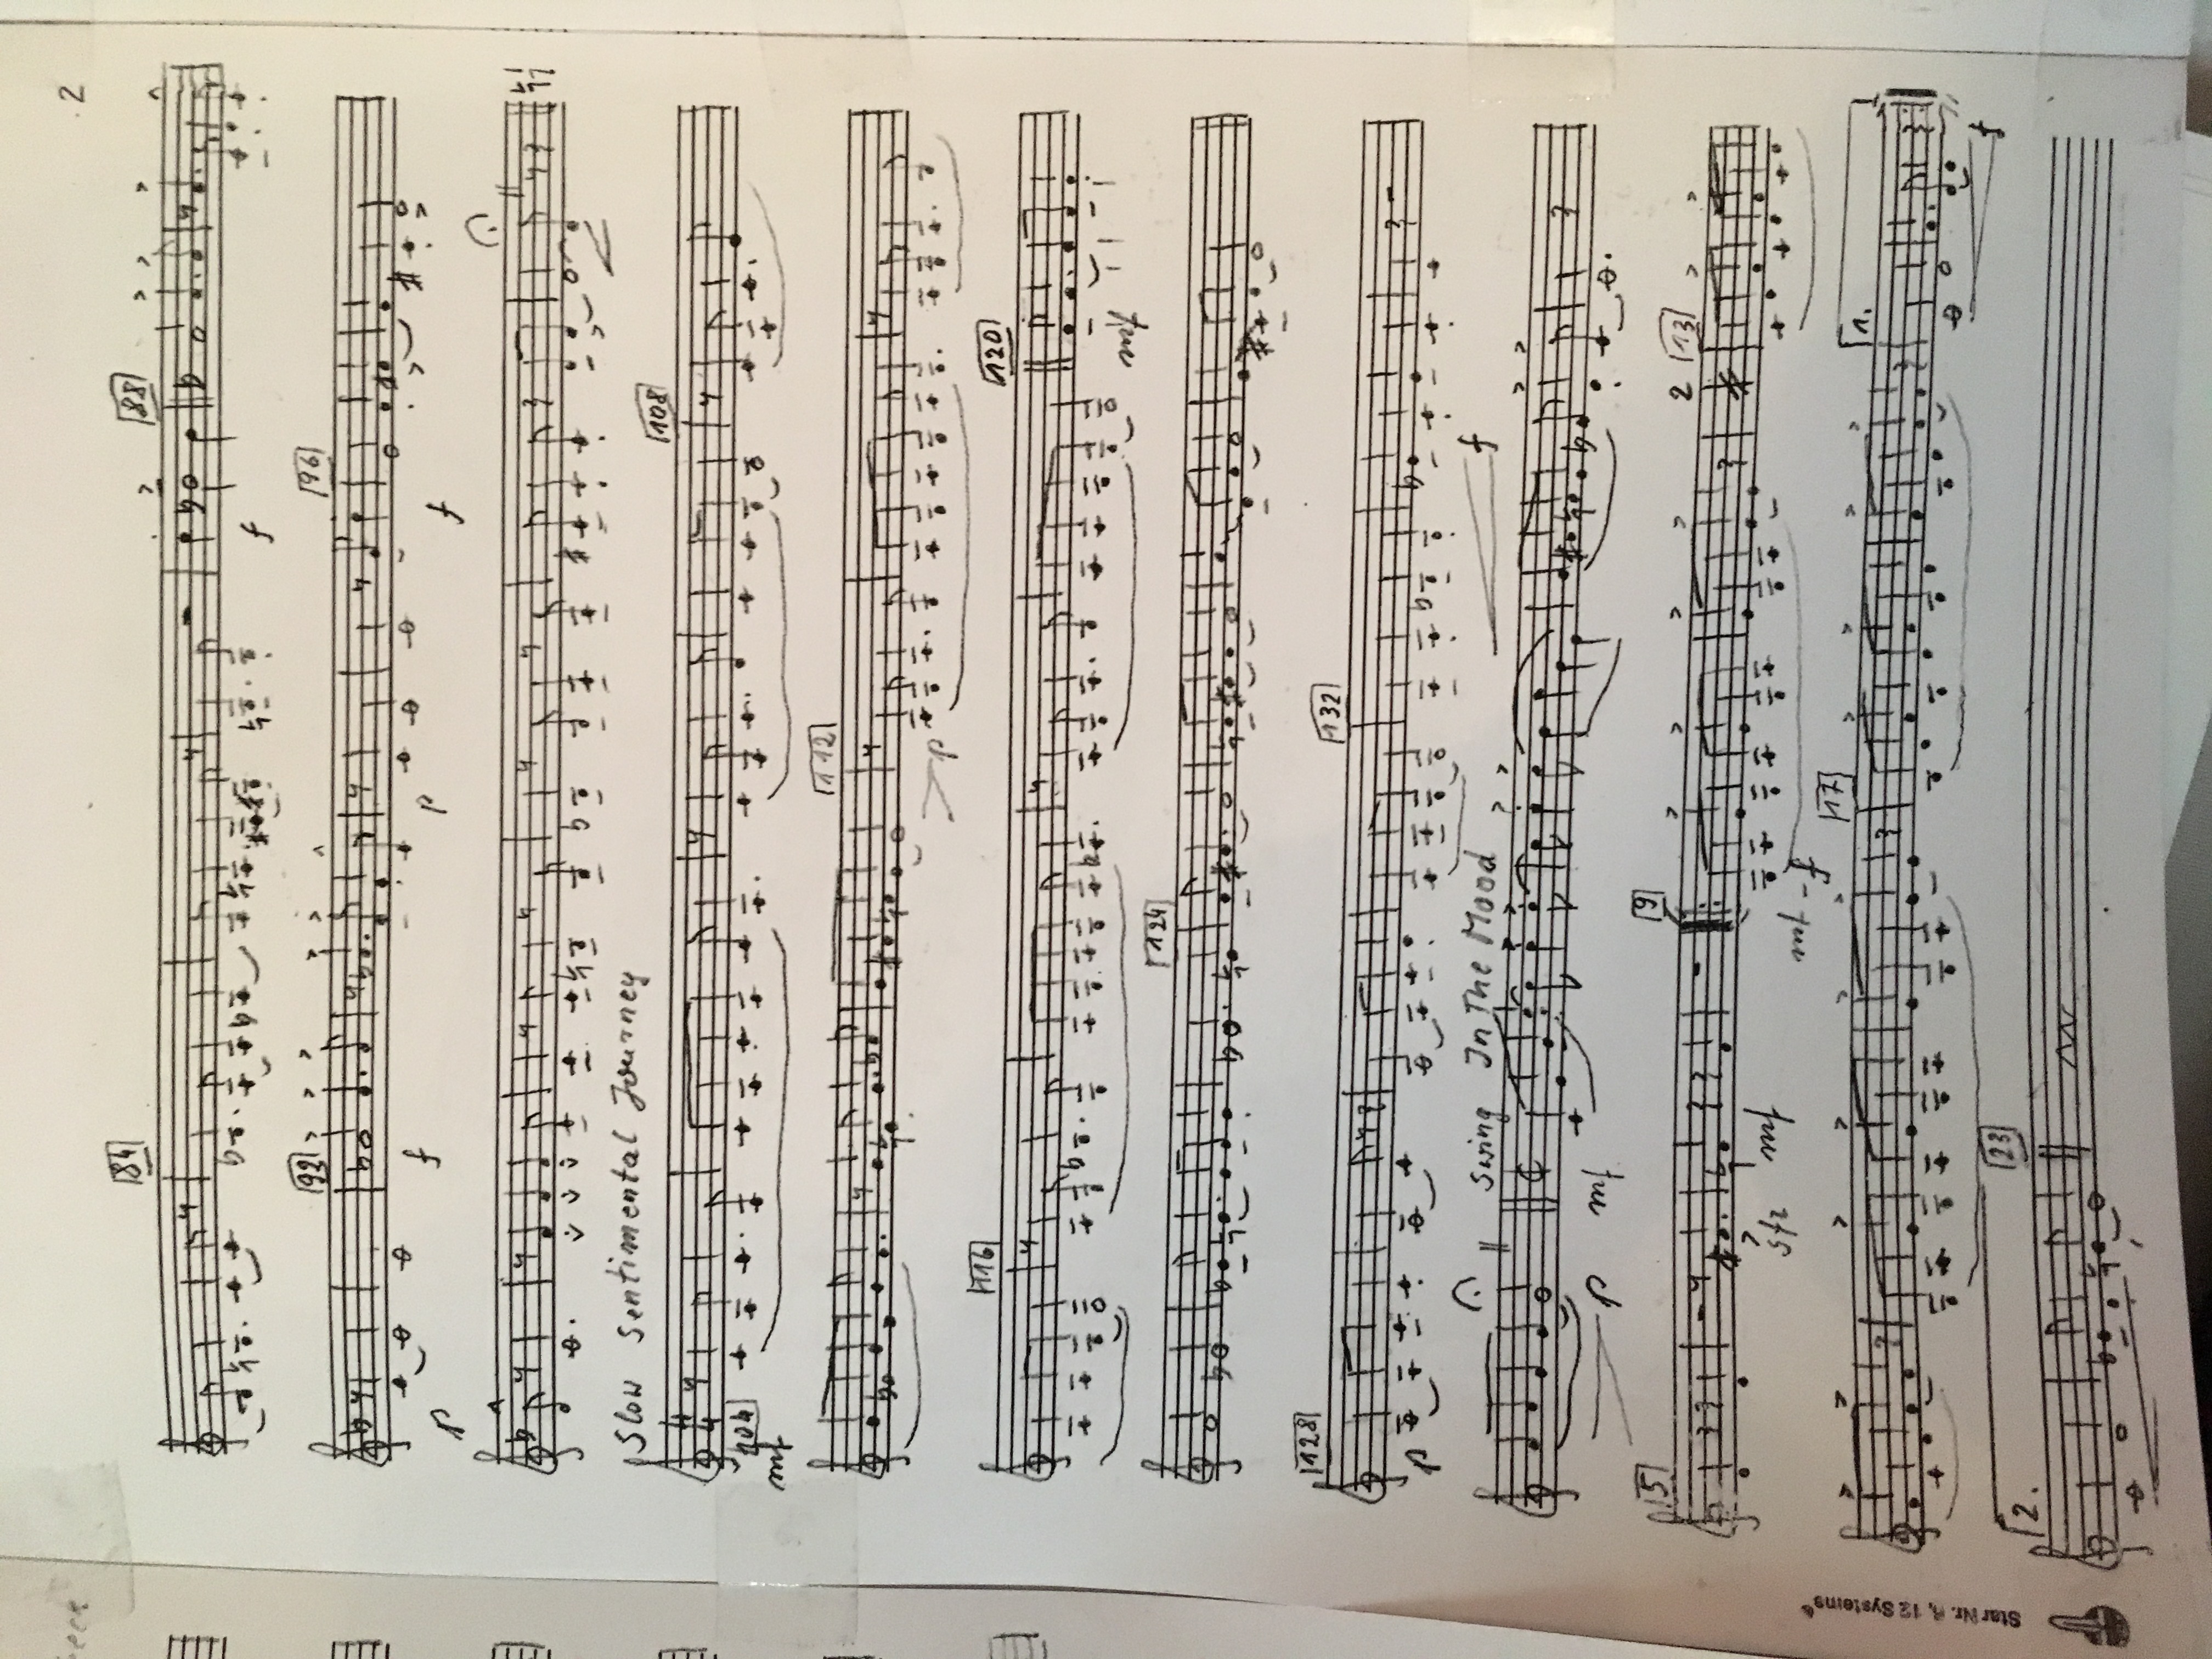 2
84 88
f
92 96
p f p f
Slow Sentimental Journey
108
4 4
104
mf
112
p
116 120
mf
124
128 132
p
f
Swing In The Mood
p mf
5 9 2 13
sfz mf mf - f
17 1.
f
2. 23
Star Nr. 8, 12 Systeme